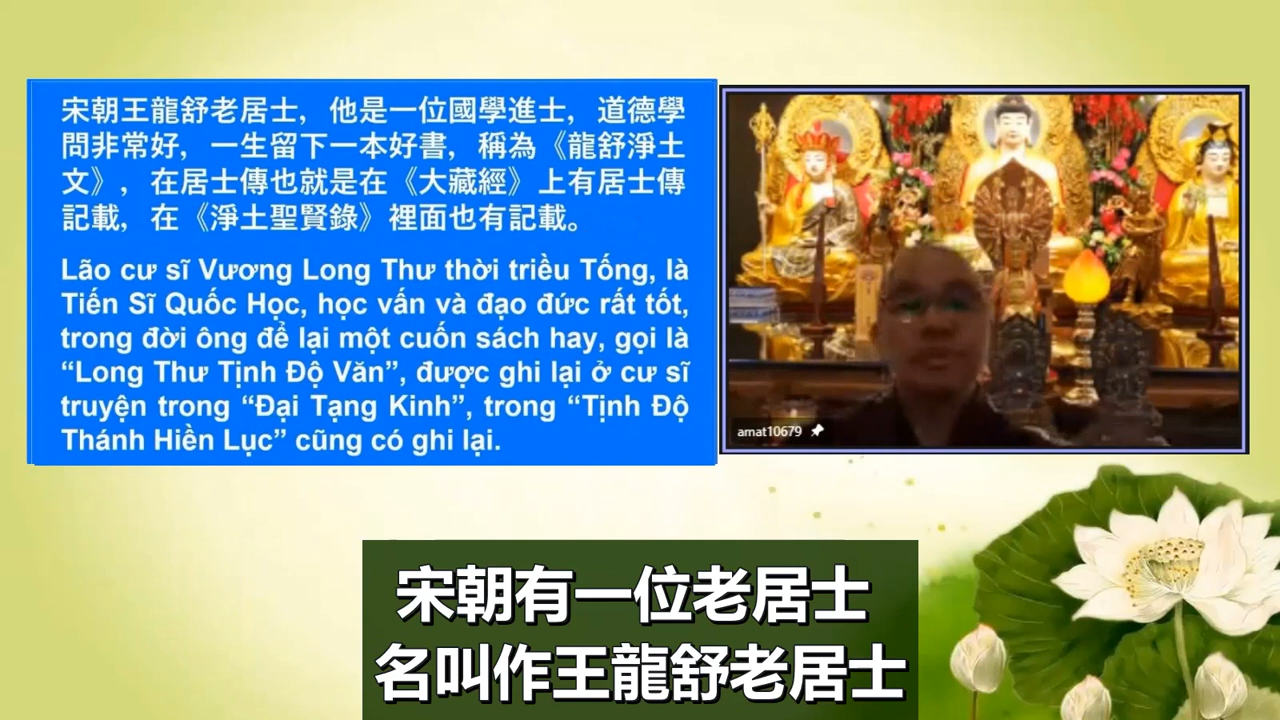 宋朝王龍舒老居士，他是一位國學進士，道德學
問非常好，一生留下一本好書，稱為《龍舒淨土
文》，在居士傳也就是在《大藏經》上有居士傳
記載，在《淨土聖賢錄》裡面也有記載。
Lão cư sĩ Vương Long Thư thời triều Tống, là
Tiến Sĩ Quốc Học, học vấn và đạo đức rất tốt,
trong đời ông để lại một cuốn sách hay, gọi là
“Long Thư Tịnh Độ Văn”, được ghi lại ở cư sĩ
truyện trong “Đại Tạng Kinh”, trong “Tịnh Độ
Thánh Hiền Lục” cũng có ghi lại.
amat10679
宋朝有一位老居士
名叫作王龍舒老居士